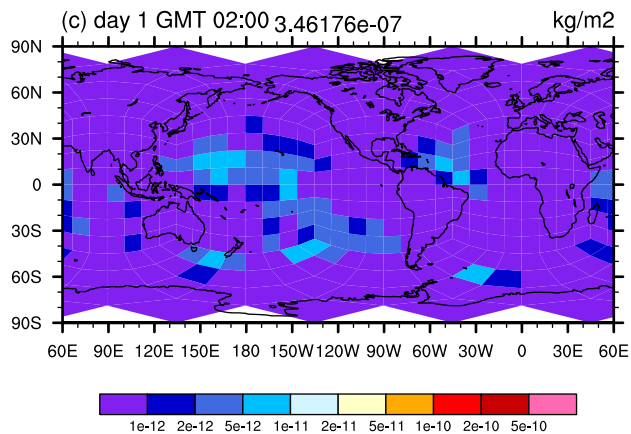 (c) day 1 GMT 02:00 3.46176e-07 kg/m2
90N
60N
30N
0
30S
60S
90S
60E 90E 120E 150E 180 150W 120W 90W 60W 30W 0 30E 60E
1e-12 2e-12 5e-12 1e-11 2e-11 5e-11 1e-10 2e-10 5e-10